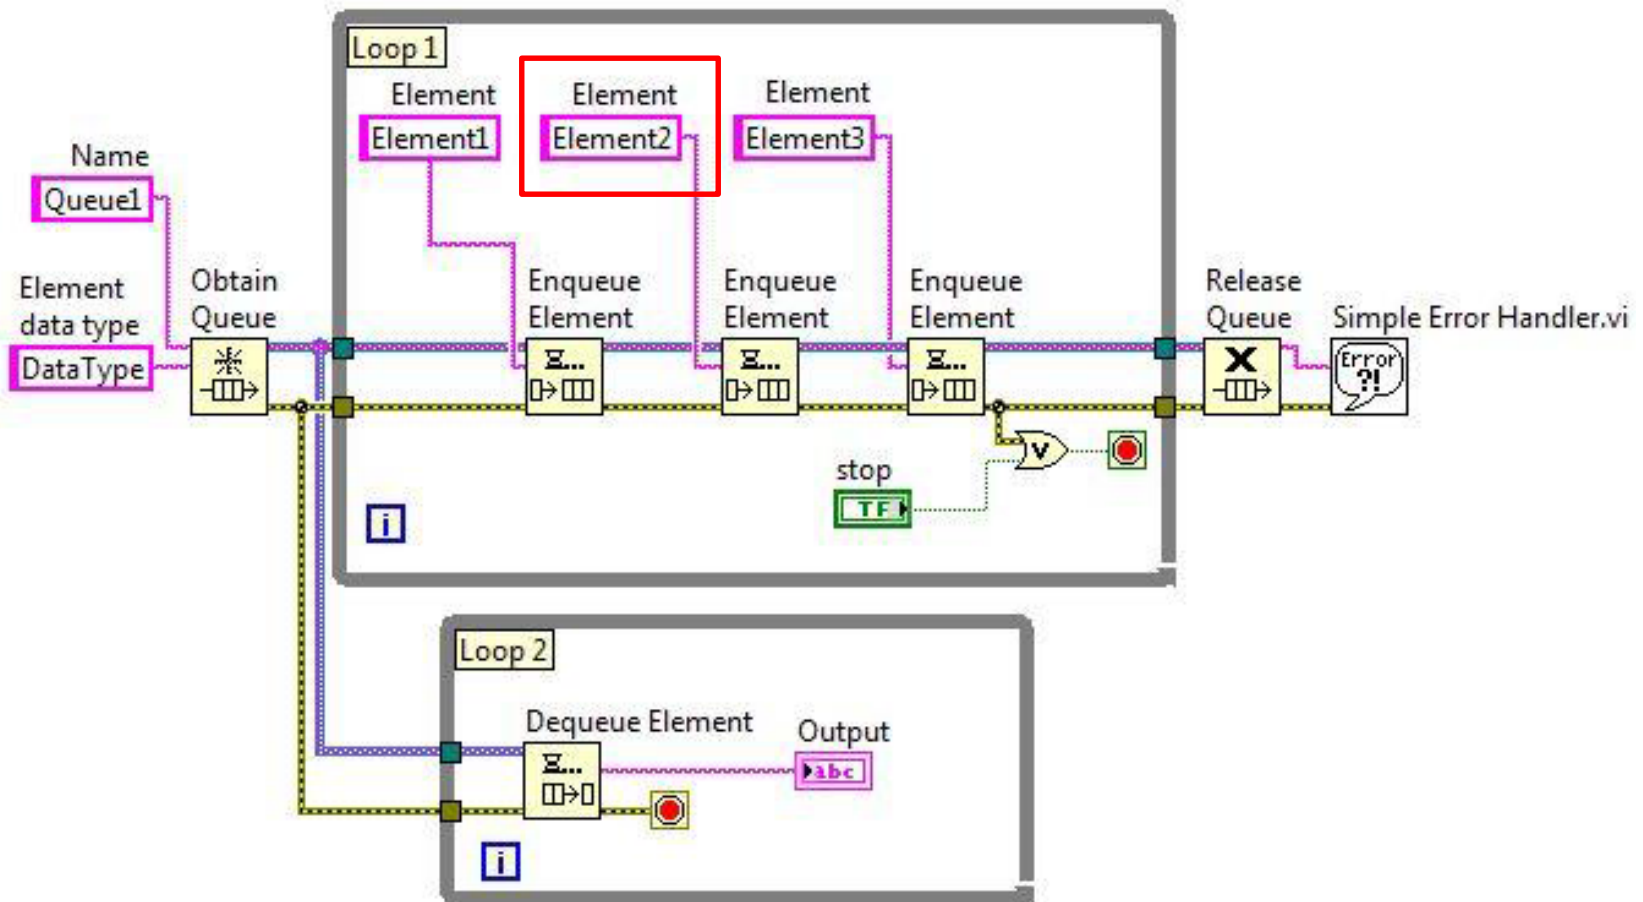 Loop 1
Element
Element1
Element
Element2
Element
Element3
Name
Queue1
Element
data type
DataType
Obtain
Queue
Enqueue
Element
Enqueue
Element
Enqueue
Element
Release
Queue
Simple Error Handler.vi
Error
?!
X
V
stop
TF
i
Loop 2
Dequeue Element
Output
abc
i